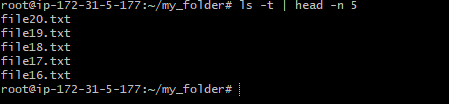 root@ip-172-31-5-177:~/my_folder# ls -t | head -n 5
file20.txt
file19.txt
file18.txt
file17.txt
file16.txt
root@ip-172-31-5-177:~/my_folder#